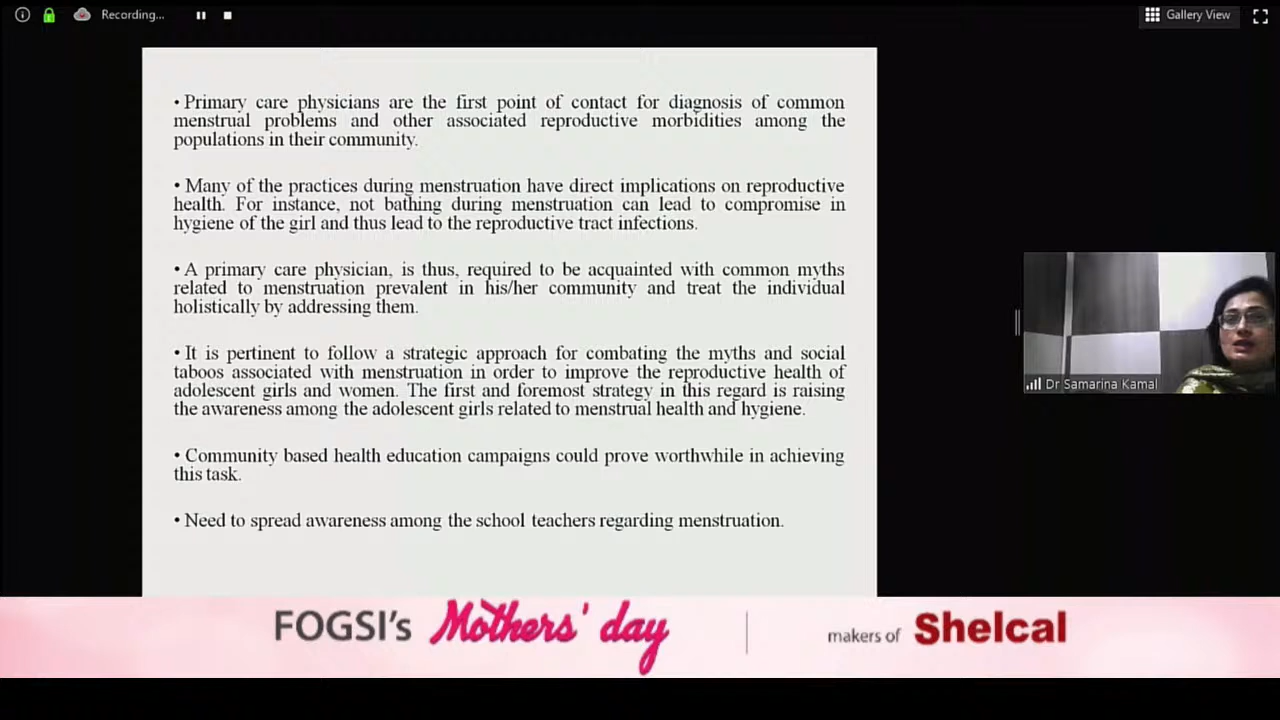 Recording...
Gallery View
• Primary care physicians are the first point of contact for diagnosis of common
menstrual problems and other associated reproductive morbidities among the
populations in their community.
• Many of the practices during menstruation have direct implications on reproductive
health. For instance, not bathing during menstruation can lead to compromise in
hygiene of the girl and thus lead to the reproductive tract infections.
• A primary care physician, is thus, required to be acquainted with common myths
related to menstruation prevalent in his/her community and treat the individual
holistically by addressing them.
• It is pertinent to follow a strategic approach for combating the myths and social
taboos associated with menstruation in order to improve the reproductive health of
adolescent girls and women. The first and foremost strategy in this regard is raising
the awareness among the adolescent girls related to menstrual health and hygiene.
• Community based health education campaigns could prove worthwhile in achieving
this task.
• Need to spread awareness among the school teachers regarding menstruation.
Dr Samarina Kamal
FOGSI's Mothers' day
makers of Shelcal